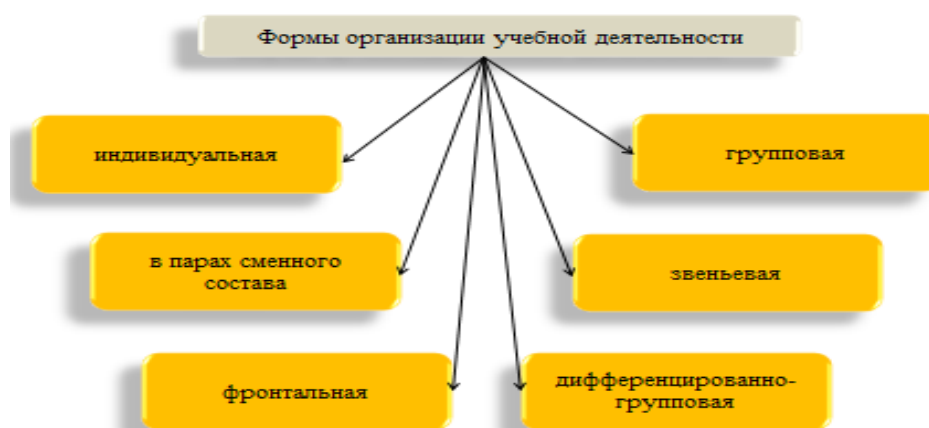 Формы организации учебной деятельности
индивидуальная
групповая
в парах сменного
состава
звеньевая
фронтальная
дифференцированно-
групповая